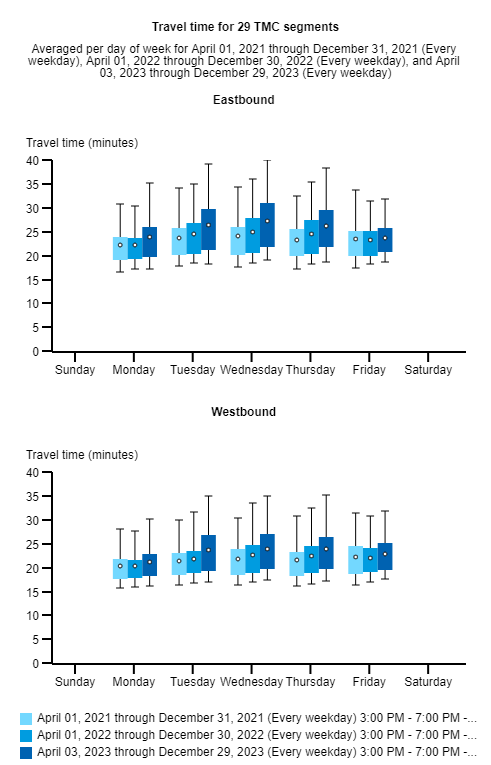 Travel time for 29 TMC segments
Averaged per day of week for April 01, 2021 through December 31, 2021 (Every
weekday), April 01, 2022 through December 30, 2022 (Every weekday), and April
03, 2023 through December 29, 2023 (Every weekday)
Eastbound
Travel time (minutes)
40
35
30
25
20
15
10
5
0
Sunday Monday Tuesday Wednesday Thursday Friday Saturday
Westbound
Travel time (minutes)
40
35
30
25
20
15
10
5
0
Sunday Monday Tuesday Wednesday Thursday Friday Saturday
April 01, 2021 through December 31, 2021 (Every weekday) 3:00 PM - 7:00 PM -...
April 01, 2022 through December 30, 2022 (Every weekday) 3:00 PM - 7:00 PM -...
April 03, 2023 through December 29, 2023 (Every weekday) 3:00 PM - 7:00 PM -...